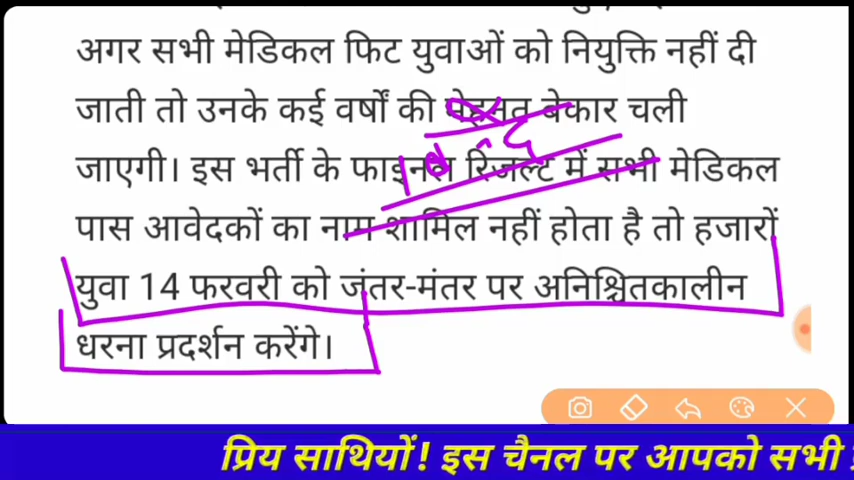 अगर सभी मेडिकल फिट युवाओं को नियुक्ति नहीं दी
जाती तो उनके कई वर्षों की मेहनत बेकार चली
जाएगी। इस भर्ती के फाइनल रिजल्ट में सभी मेडिकल
पास आवेदकों का नाम शामिल नहीं होता है तो हजारों
युवा 14 फरवरी को जंतर-मंतर पर अनिश्चितकालीन
धरना प्रदर्शन करेंगे।
प्रिय साथियों! इस चैनल पर आपको सभी